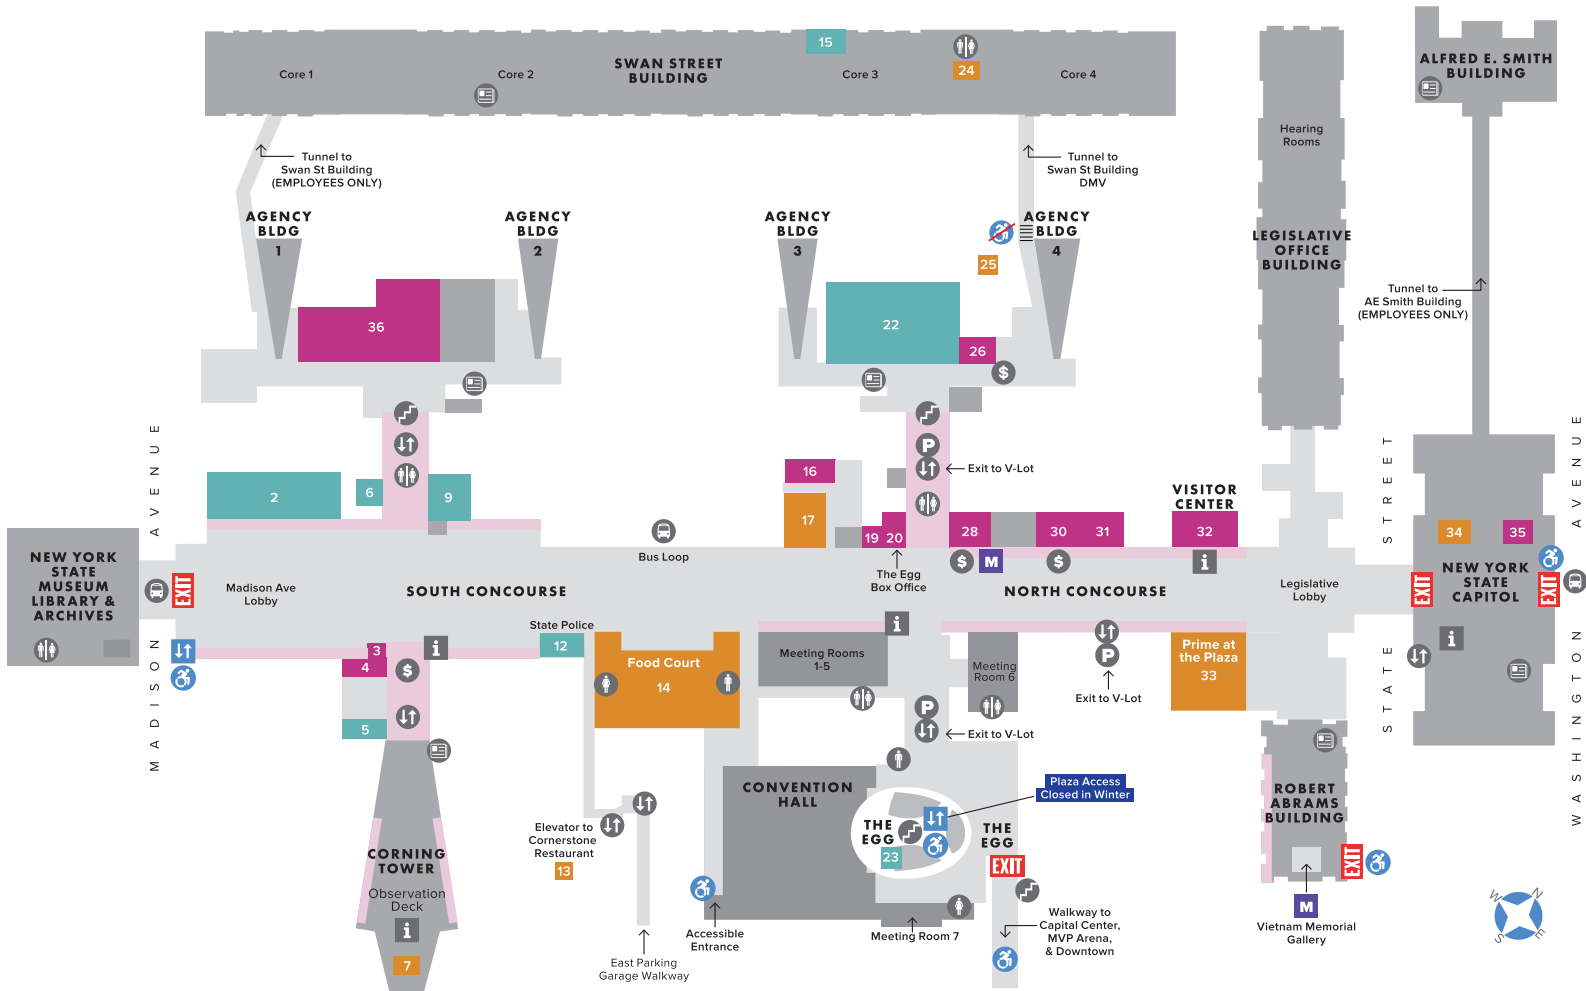 15
24
SWAN STREET
BUILDING
Core 1
Core 2
Core 3
Core 4
ALFRED E. SMITH
BUILDING
Hearing
Rooms
Tunnel to
Swan St Building
(EMPLOYEES ONLY)
Tunnel to
Swan St Building
DMV
AGENCY
BLDG
1
AGENCY
BLDG
2
AGENCY
BLDG
3
AGENCY
BLDG
4
25
LEGISLATIVE
OFFICE
BUILDING
Tunnel to
AE Smith Building
(EMPLOYEES ONLY)
36
22
26
$
P
Exit to V-Lot
2
6
9
16
17
19 20
28
30
31
VISITOR
CENTER
32
34
35
MADISON AVENUE
STATE STREET
WASHINGTON AVENUE
NEW YORK
STATE
MUSEUM
LIBRARY &
ARCHIVES
EXIT
Madison Ave
Lobby
SOUTH CONCOURSE
Bus Loop
The Egg
Box Office
$
M
$
i
NORTH CONCOURSE
Legislative
Lobby
EXIT
NEW YORK
STATE
CAPITOL
EXIT
i
3
4
$
i
5
State Police
12
Food Court
14
Meeting Rooms
1-5
i
Meeting
Room 6
P
Exit to V-Lot
Prime at
the Plaza
33
P
Exit to V-Lot
CONVENTION
HALL
Plaza Access
Closed in Winter
THE
EGG
23
THE
EGG
EXIT
ROBERT
ABRAMS
BUILDING
EXIT
M
Vietnam Memorial
Gallery
CORNING
TOWER
Observation
Deck
i
7
Elevator to
Cornerstone
Restaurant
13
East Parking
Garage Walkway
Accessible
Entrance
Meeting Room 7
Walkway to
Capital Center,
MVP Arena,
& Downtown
W
N
S
E